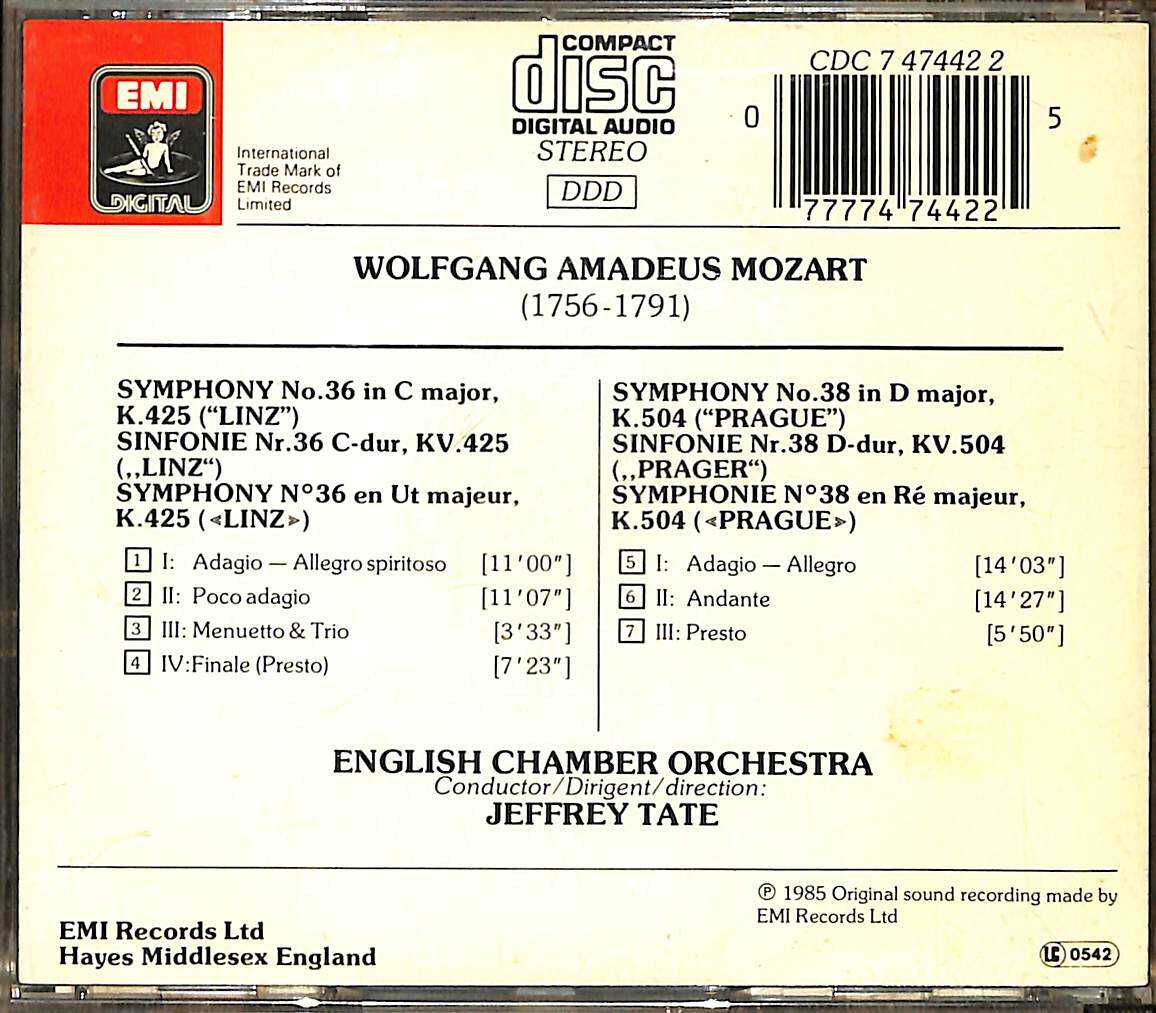 EMI
DIGITAL
International
Trade Mark of
EMI Records
Limited
COMPACT
disc
DIGITAL AUDIO
STEREO
DDD
CDC 7 47442 2
0 77774 74422 5
WOLFGANG AMADEUS MOZART
(1756-1791)
SYMPHONY No.36 in C major,
K.425 (“LINZ”)
SINFONIE Nr.36 C-dur, KV.425
(„LINZ“)
SYMPHONY N°36 en Ut majeur,
K.425 («LINZ»)
1 I: Adagio — Allegro spiritoso [11'00"]
2 II: Poco adagio [11'07"]
3 III: Menuetto & Trio [3'33"]
4 IV: Finale (Presto) [7'23"]
SYMPHONY No.38 in D major,
K.504 (“PRAGUE”)
SINFONIE Nr.38 D-dur, KV.504
(„PRAGER“)
SYMPHONIE N°38 en Ré majeur,
K.504 («PRAGUE»)
5 I: Adagio — Allegro [14'03"]
6 II: Andante [14'27"]
7 III: Presto [5'50"]
ENGLISH CHAMBER ORCHESTRA
Conductor/Dirigent/direction:
JEFFREY TATE
℗ 1985 Original sound recording made by
EMI Records Ltd
EMI Records Ltd
Hayes Middlesex England
LC 0542